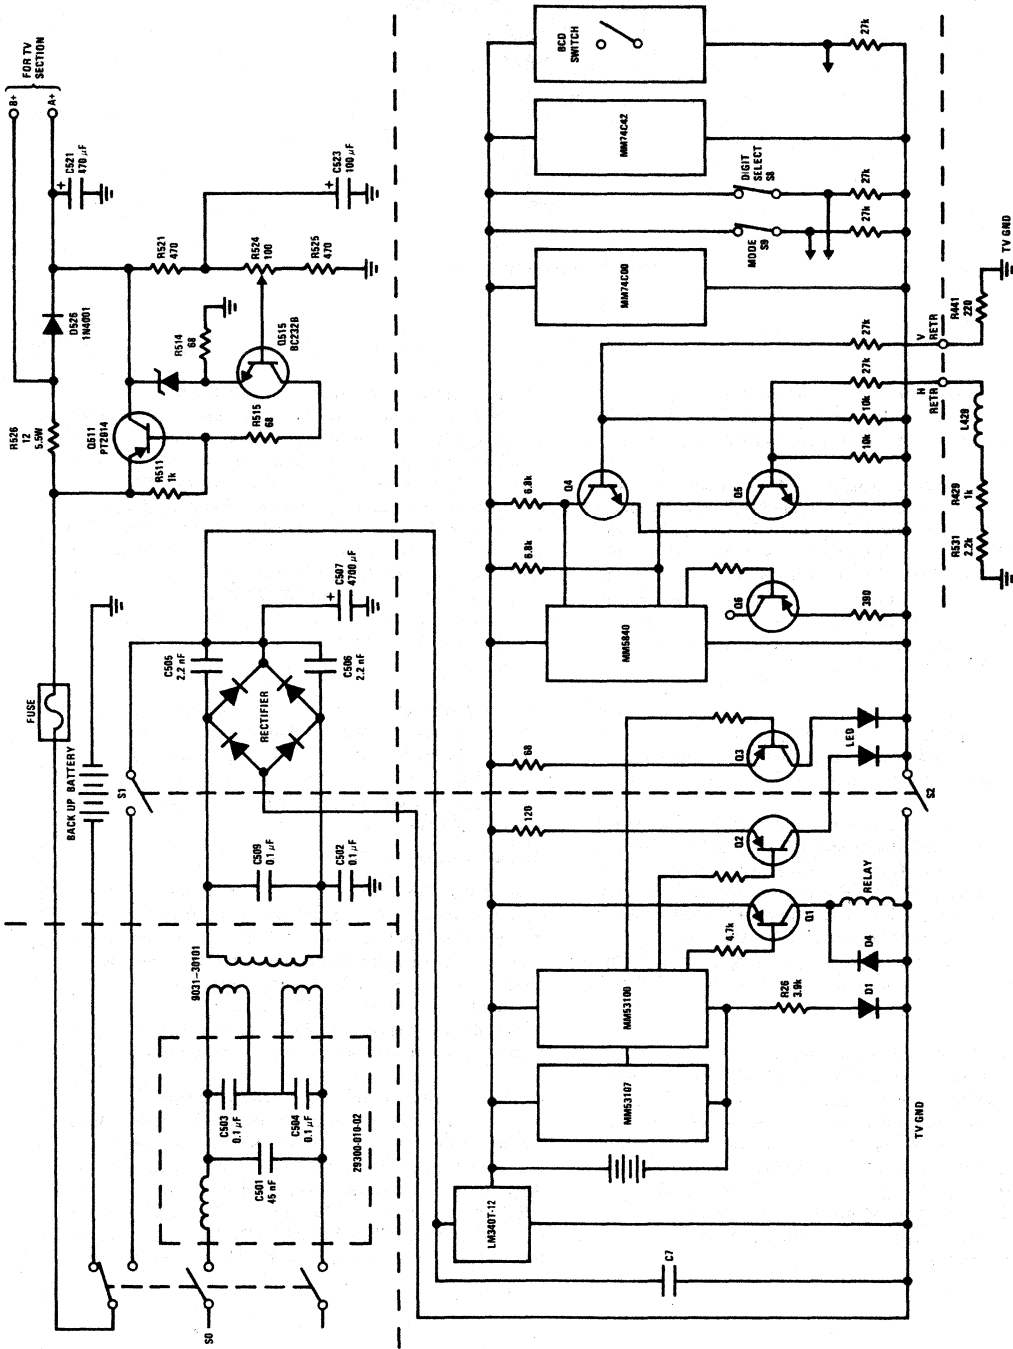 FOR TV
SECTION
B+
A+
C521
470 µF
+
C523
100 µF
+
R521
470
R524
100
R525
470
D526
1N4001
R514
68
Q515
BC232B
R526
12
5.5W
Q511
PT2014
R515
68
R511
1k
C507
4700 µF
+
C505
2.2 nF
C506
2.2 nF
RECTIFIER
FUSE
BACK UP BATTERY
S1
C509
0.1 µF
C502
0.1 µF
9031-30101
C503
0.1 µF
C504
0.1 µF
C501
45 nF
29300-010-02
S0
BCD
SWITCH
27k
MM74C42
DIGIT
SELECT
S8
27k
MODE
S9
27k
MM74C00
TV GND
R441
220
V
RETR
27k
H
RETR
27k
10k
10k
L429
R429
1k
R531
2.2k
6.8k
Q4
6.8k
Q5
Q6
390
MM5840
68
Q3
LED
S2
120
Q2
RELAY
Q1
4.7k
D4
MM53100
R26
3.9k
D1
MM53107
TV GND
LM340T-12
C7